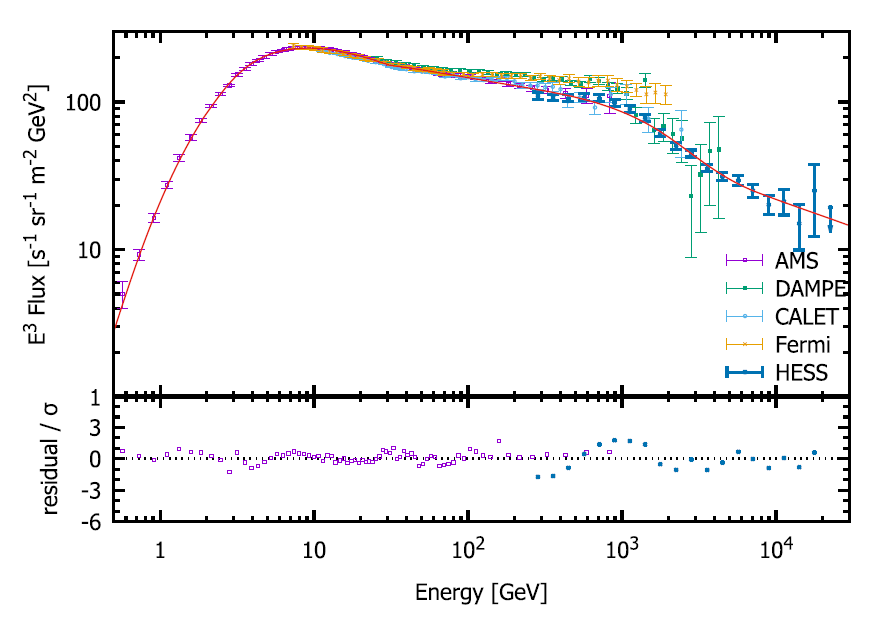 E³ Flux [s⁻¹ sr⁻¹ m⁻² GeV²]
100
10
1
AMS
DAMPE
CALET
Fermi
HESS
residual / σ
3
0
-3
-6
1 10 10² 10³ 10⁴
Energy [GeV]